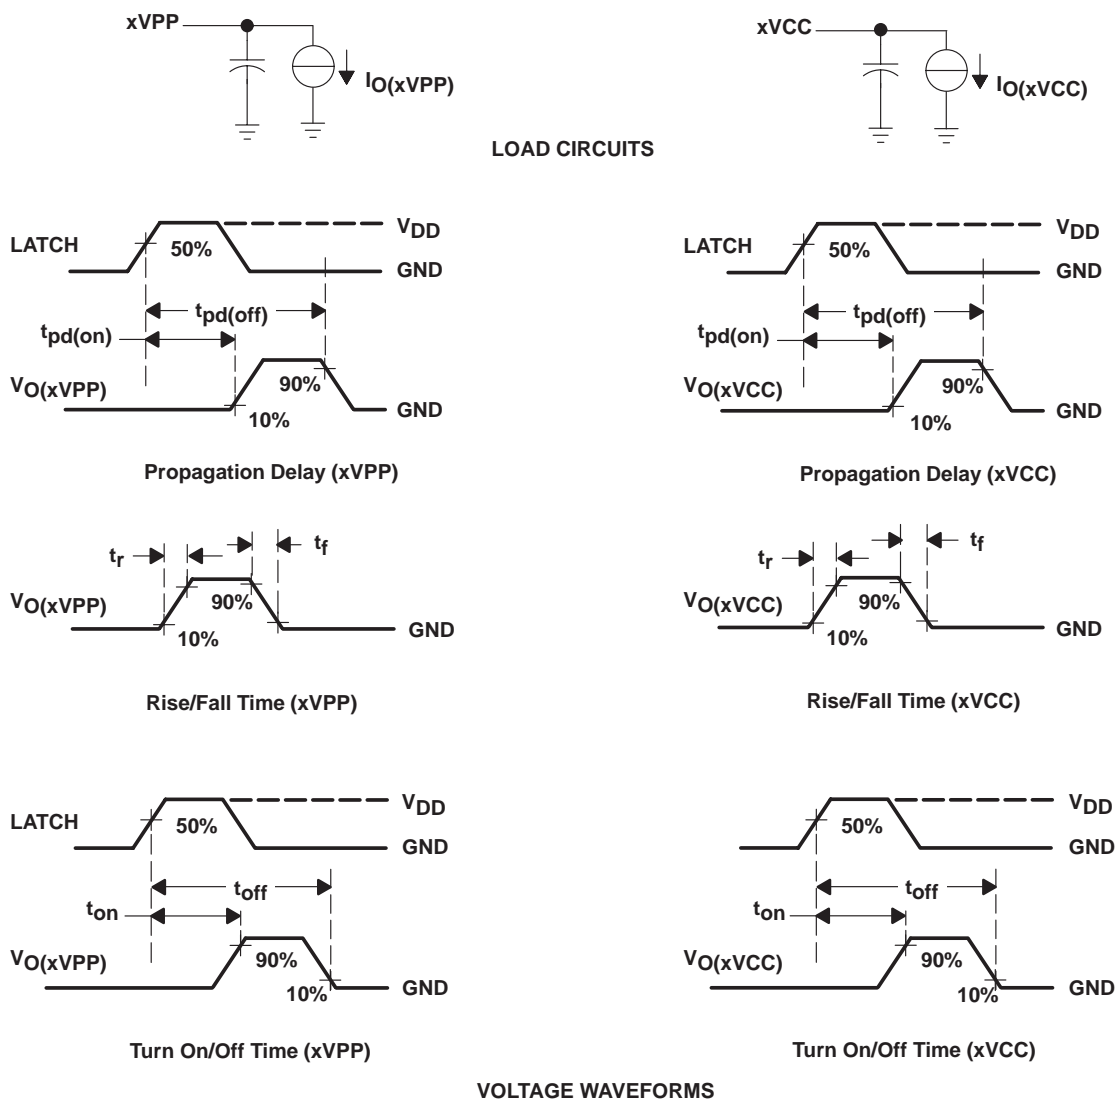 xVPP
IO(xVPP)
xVCC
IO(xVCC)
LOAD CIRCUITS
LATCH
50%
VDD
GND
tpd(off)
tpd(on)
VO(xVPP)
90%
10%
GND
Propagation Delay (xVPP)
LATCH
50%
VDD
GND
tpd(off)
tpd(on)
VO(xVCC)
90%
10%
GND
Propagation Delay (xVCC)
tr
tf
VO(xVPP)
90%
10%
GND
Rise/Fall Time (xVPP)
tr
tf
VO(xVCC)
90%
10%
GND
Rise/Fall Time (xVCC)
LATCH
50%
VDD
GND
toff
ton
VO(xVPP)
90%
10%
GND
Turn On/Off Time (xVPP)
LATCH
50%
VDD
GND
toff
ton
VO(xVCC)
90%
10%
GND
Turn On/Off Time (xVCC)
VOLTAGE WAVEFORMS